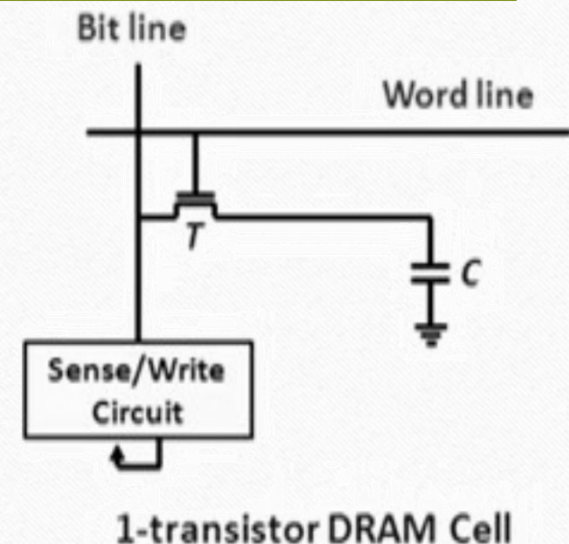 Bit line
Word line
T
C
Sense/Write
Circuit
1-transistor DRAM Cell